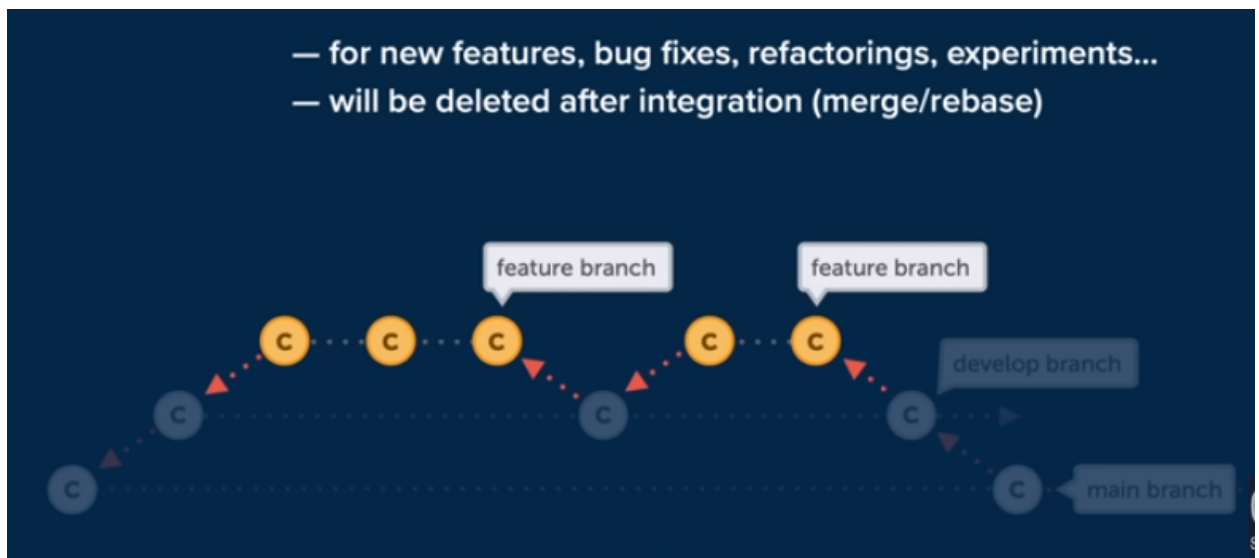 — for new features, bug fixes, refactorings, experiments...
— will be deleted after integration (merge/rebase)
feature branch
feature branch
C
C
C
C
C
develop branch
C
C
C
C
C
main branch